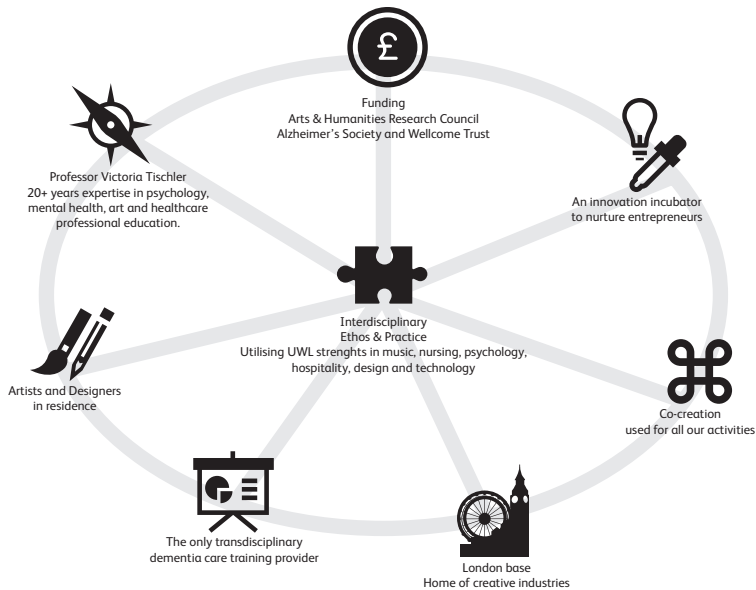 £
Funding
Arts & Humanities Research Council
Alzheimer's Society and Wellcome Trust
Professor Victoria Tischler
20+ years expertise in psychology,
mental health, art and healthcare
professional education.
An innovation incubator
to nurture entrepreneurs
Interdisciplinary
Ethos & Practice
Utilising UWL strenghts in music, nursing, psychology,
hospitality, design and technology
Artists and Designers
in residence
Co-creation
used for all our activities
The only transdisciplinary
dementia care training provider
London base
Home of creative industries